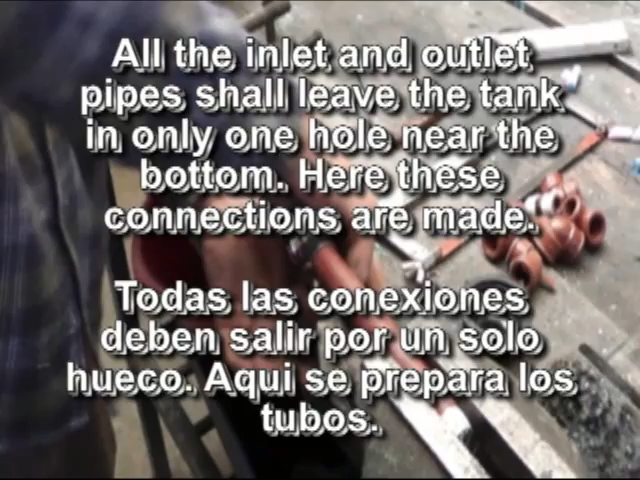 All the inlet and outlet
pipes shall leave the tank
in only one hole near the
bottom. Here these
connections are made.
Todas las conexiones
deben salir por un solo
hueco. Aqui se prepara los
tubos.